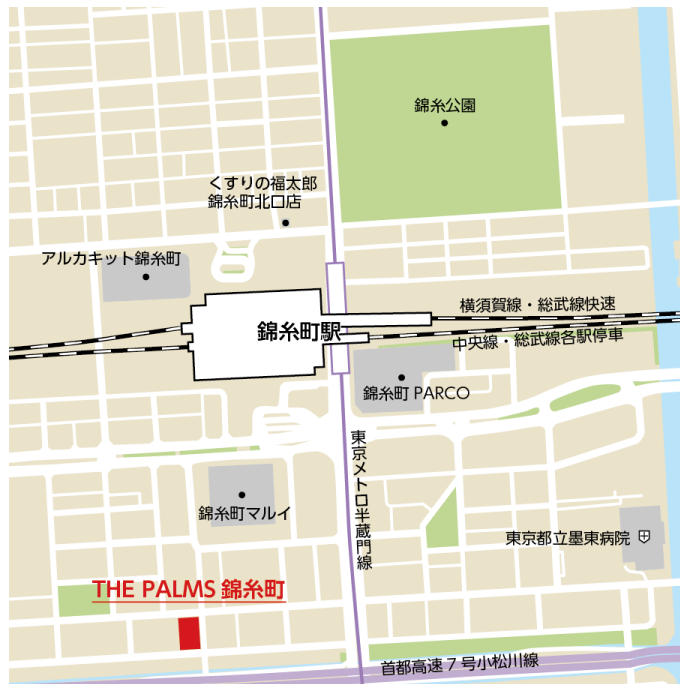 錦糸公園
くすりの福太郎
錦糸町北口店
アルカキット錦糸町
横須賀線・総武線快速
錦糸町駅
中央線・総武線各駅停車
錦糸町 PARCO
東京メトロ半蔵門線
錦糸町マルイ
東京都立墨東病院
THE PALMS 錦糸町
首都高速7号小松川線